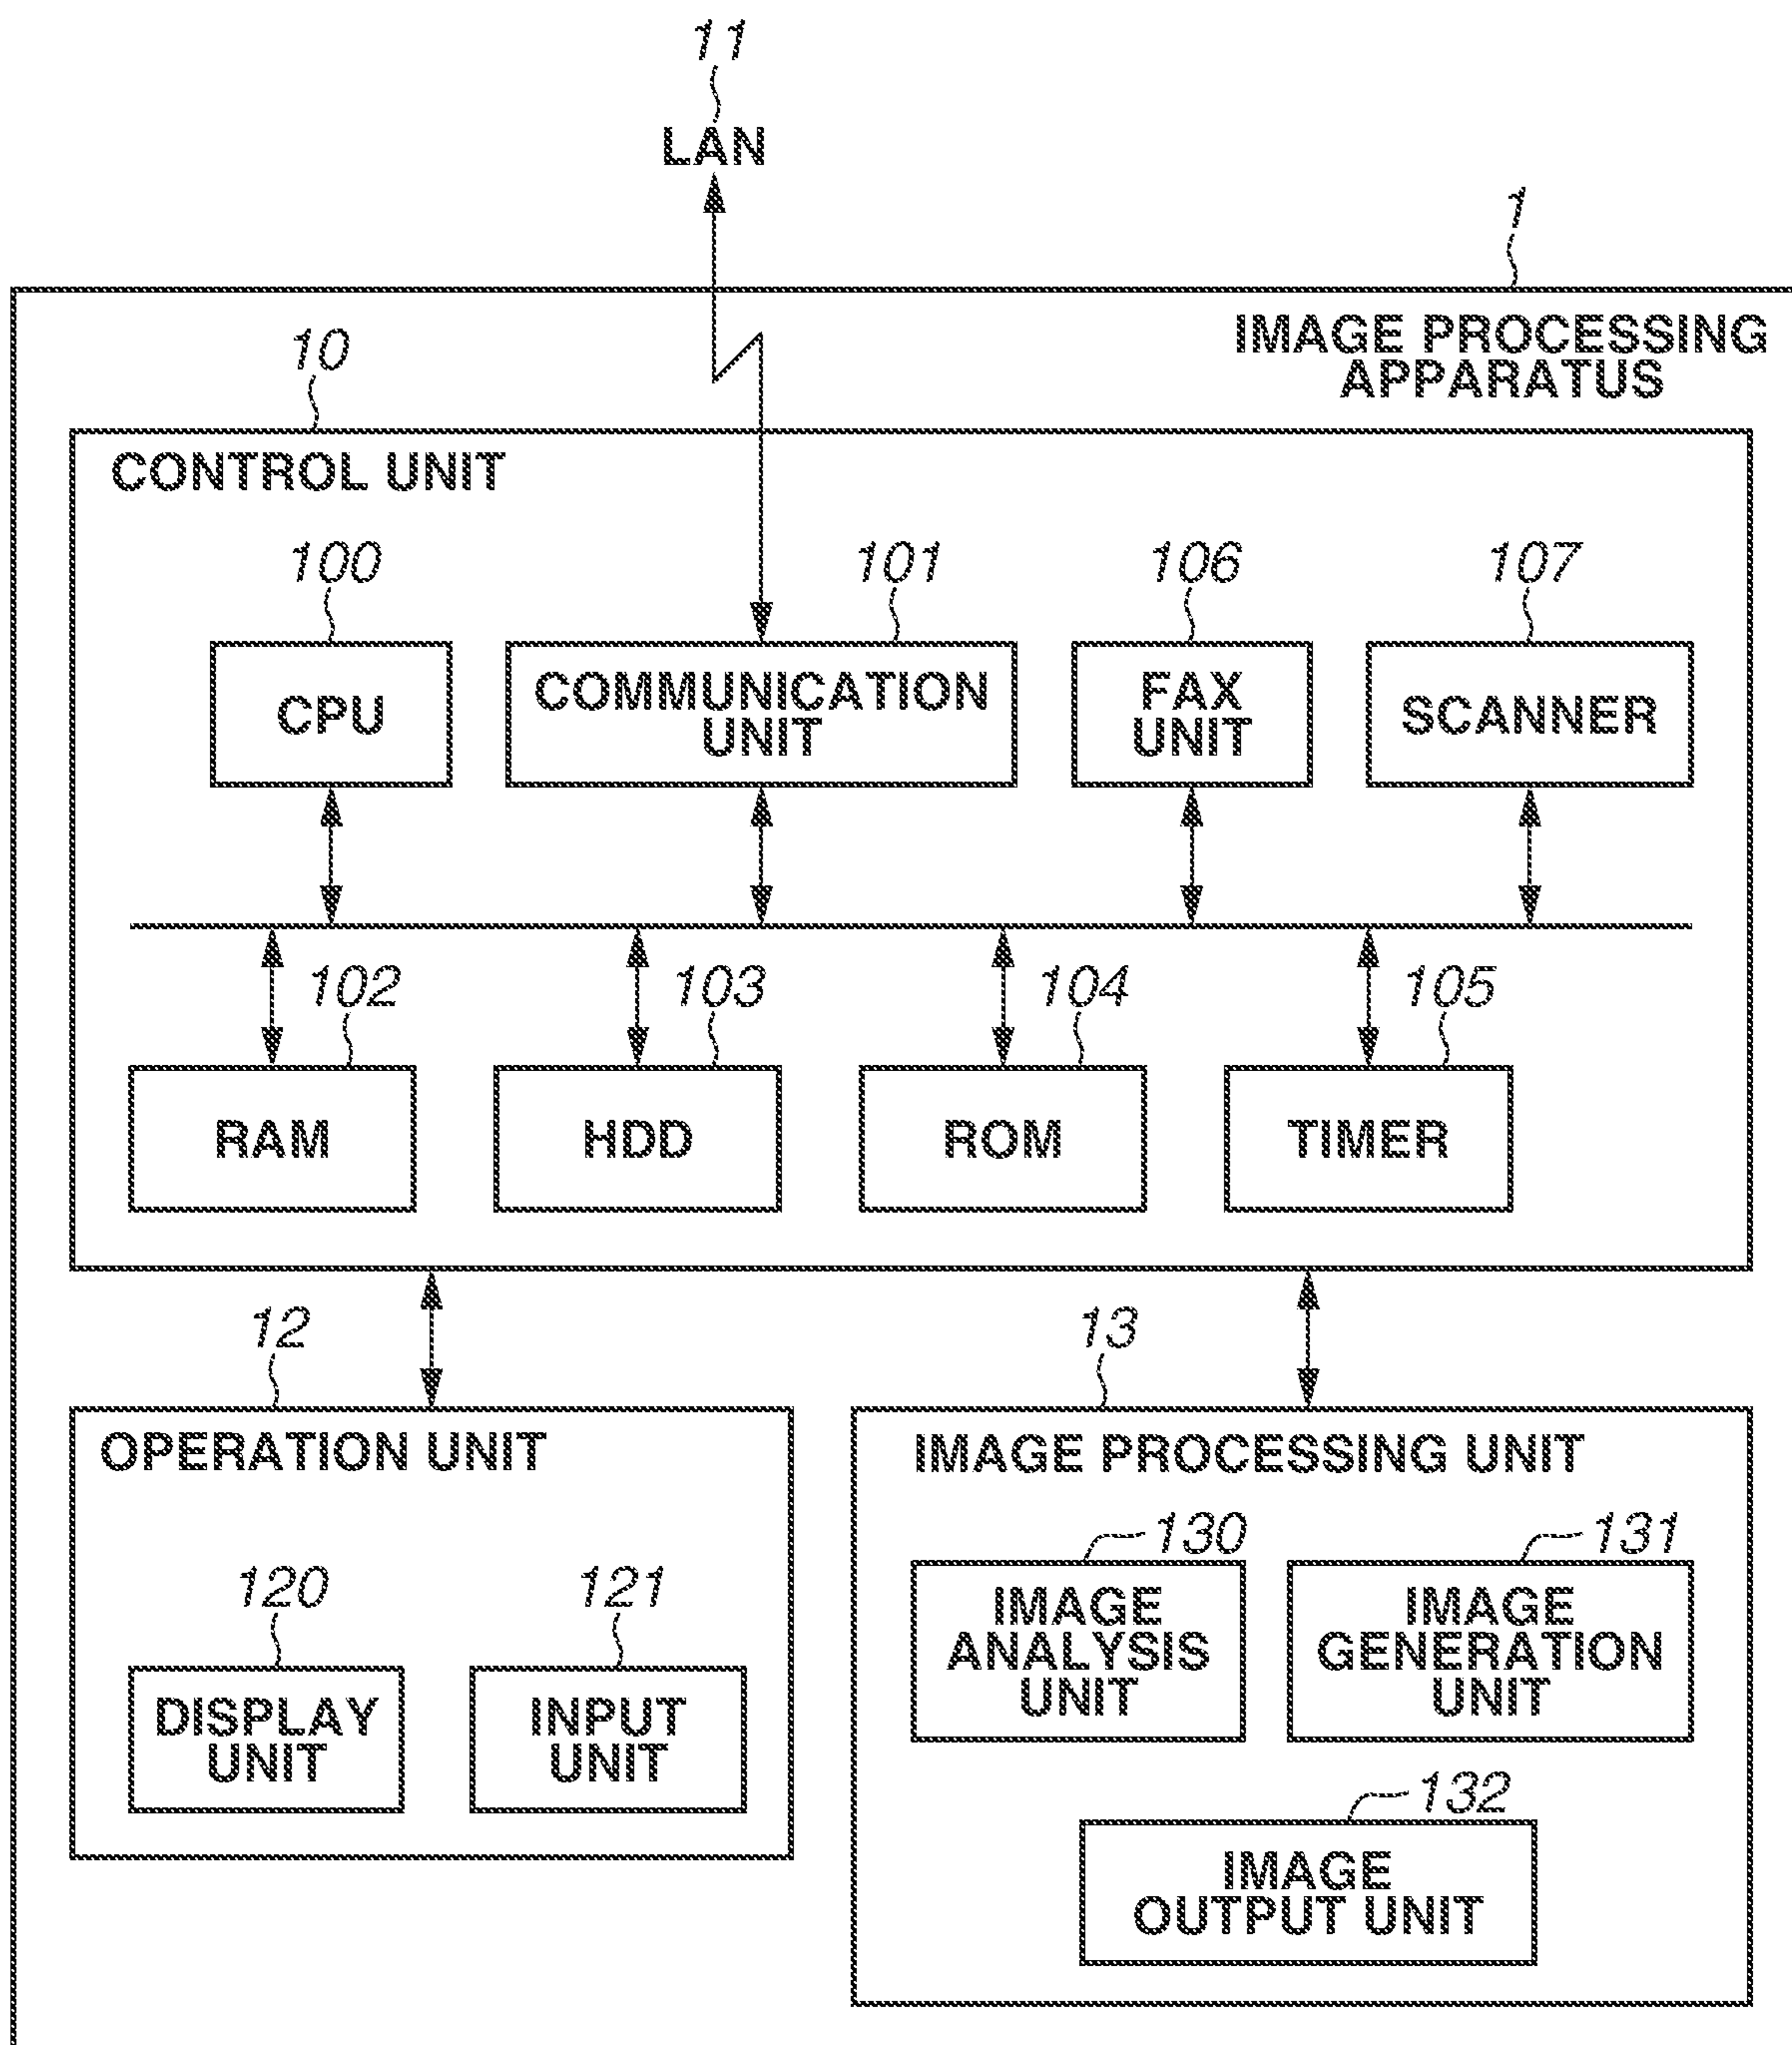 11
LAN
1
IMAGE PROCESSING
APPARATUS
10
CONTROL UNIT
100
101
106
107
CPU
COMMUNICATION
UNIT
FAX
UNIT
SCANNER
102
103
104
105
RAM
HDD
ROM
TIMER
12
13
OPERATION UNIT
120
121
DISPLAY
UNIT
INPUT
UNIT
IMAGE PROCESSING UNIT
130
131
IMAGE
ANALYSIS
UNIT
IMAGE
GENERATION
UNIT
132
IMAGE
OUTPUT UNIT